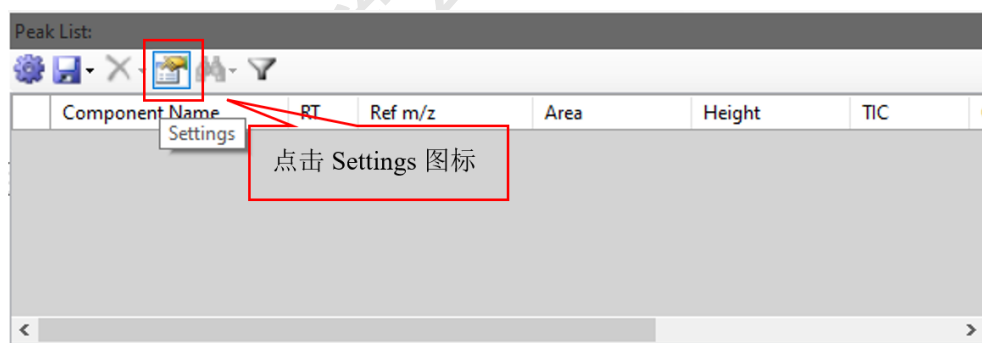 Peak List:
Component Name RT Ref m/z Area Height TIC
Settings
点击 Settings 图标